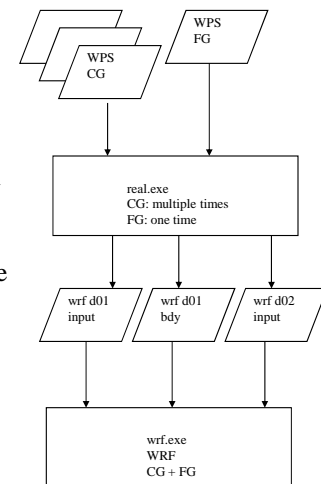 WPS
CG
WPS
FG
real.exe
CG: multiple times
FG: one time
wrf d01
input
wrf d01
bdy
wrf d02
input
wrf.exe
WRF
CG + FG